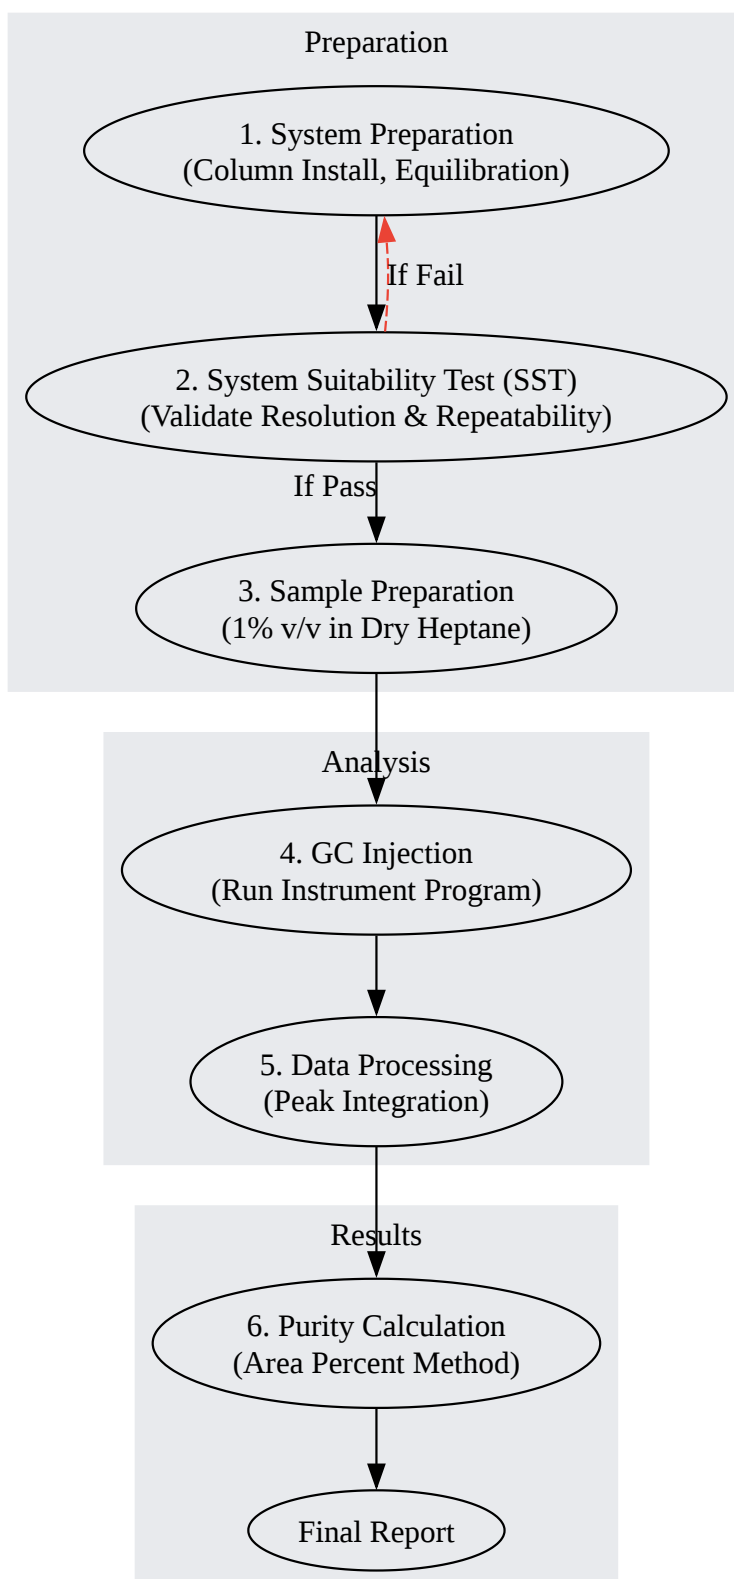 Preparation
1. System Preparation
(Column Install, Equilibration)
If Fail
2. System Suitability Test (SST)
(Validate Resolution & Repeatability)
If Pass
3. Sample Preparation
(1% v/v in Dry Heptane)
Analysis
4. GC Injection
(Run Instrument Program)
5. Data Processing
(Peak Integration)
Results
6. Purity Calculation
(Area Percent Method)
Final Report